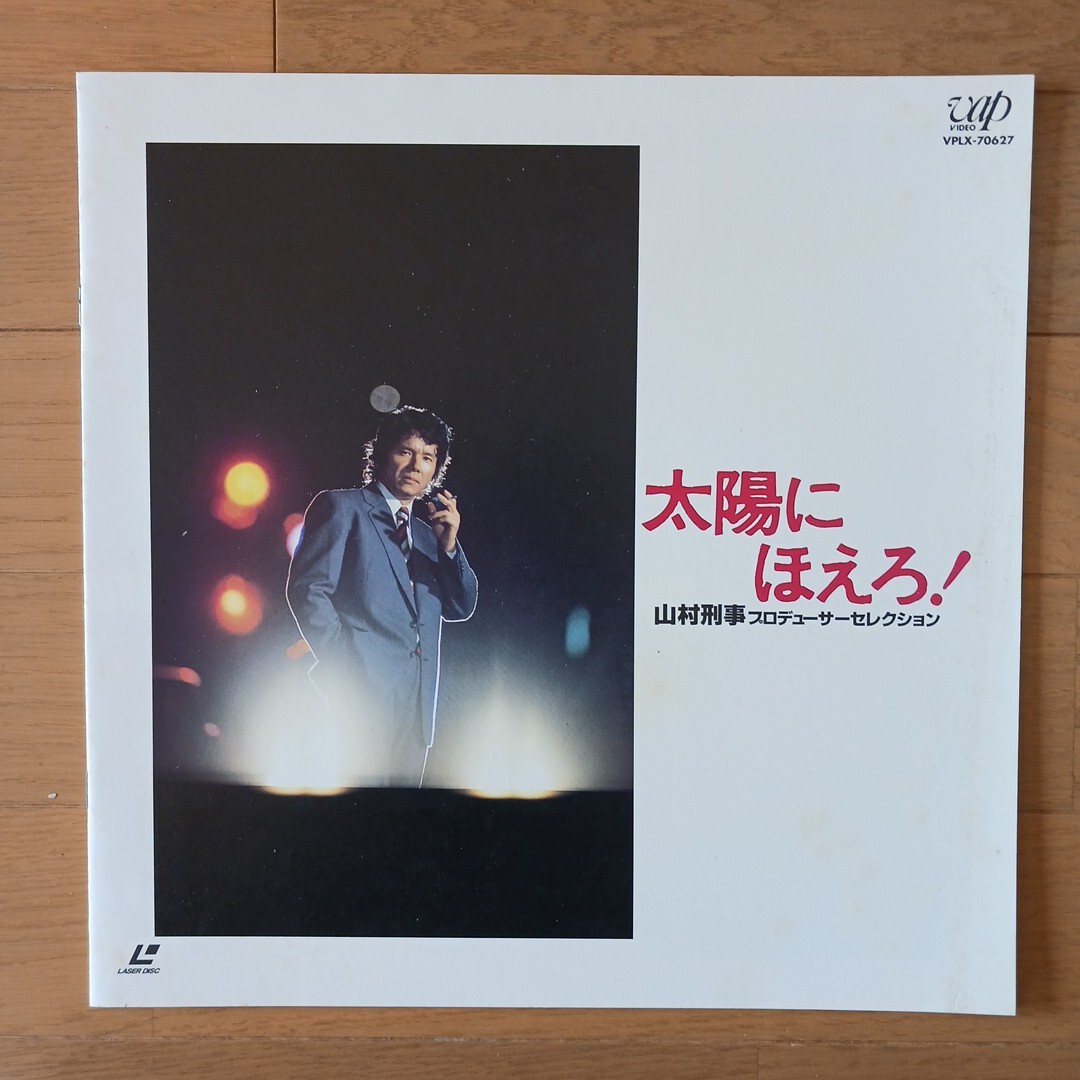 vap
VIDEO
VPLX-70627
太陽に
ほえろ!
山村刑事プロデューサーセレクション
LASER DISC